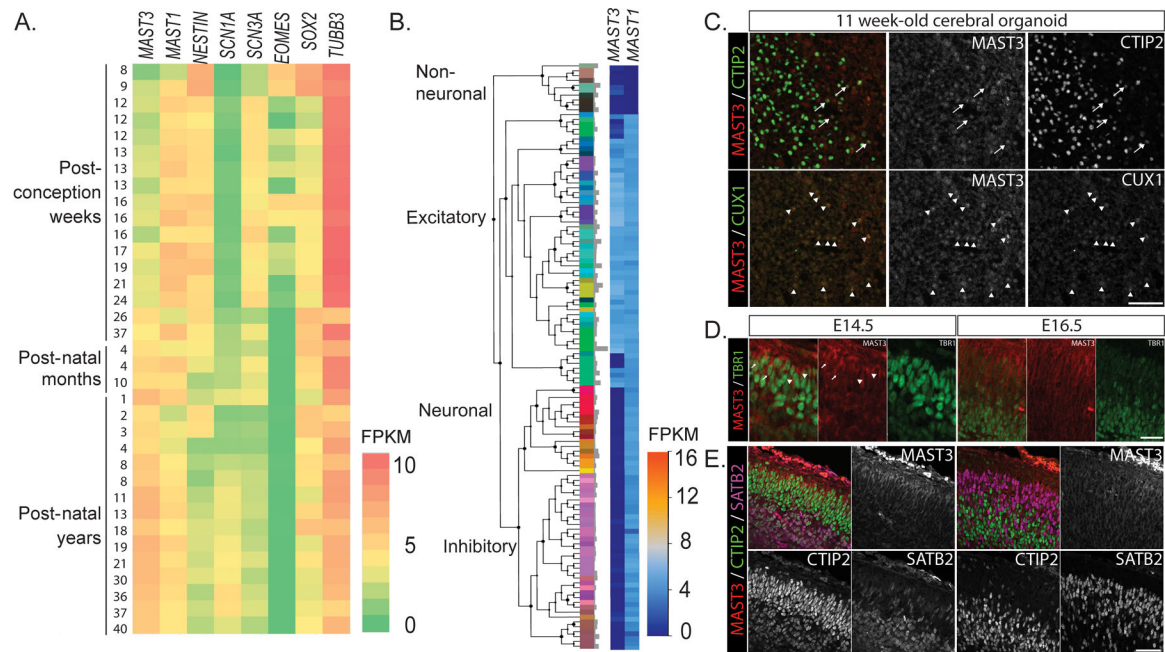 A.
MAST3
MAST1
NESTIN
SCN1A
SCN3A
EOMES
SOX2
TUBB3
Post-
conception
weeks
8
9
12
12
12
13
13
13
16
16
16
17
19
21
24
26
37
Post-natal
months
4
4
10
Post-natal
years
1
2
3
4
8
8
11
13
18
19
21
30
36
37
40
FPKM
10
5
0
B.
MAST3
MAST1
Non-
neuronal
Excitatory
Neuronal
Inhibitory
FPKM
16
12
8
4
0
C.
11 week-old cerebral organoid
MAST3 / CTIP2
MAST3
CTIP2
MAST3 / CUX1
MAST3
CUX1
D.
E14.5
E16.5
MAST3 / TBR1
MAST3
TBR1
MAST3
TBR1
E.
MAST3 / CTIP2 / SATB2
MAST3
MAST3
CTIP2
SATB2
CTIP2
SATB2